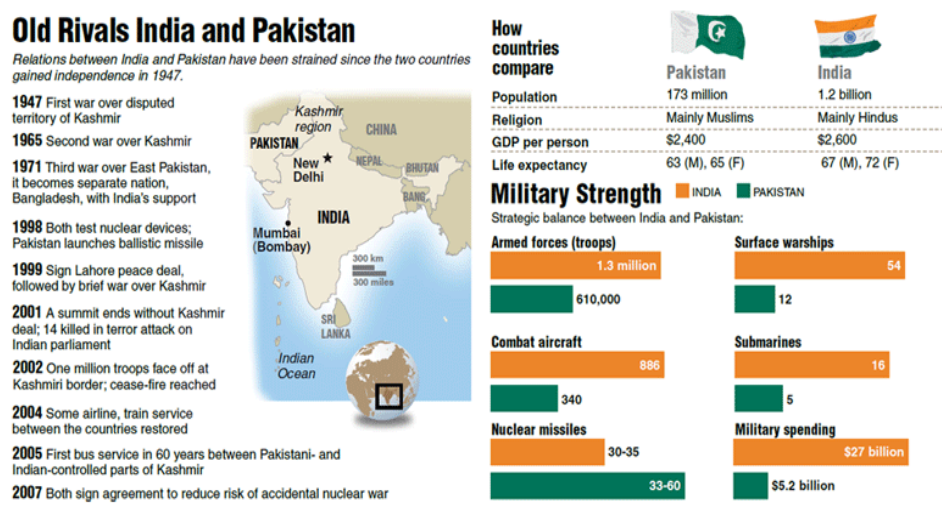 Old Rivals India and Pakistan
Relations between India and Pakistan have been strained since the two countries
gained independence in 1947.
1947 First war over disputed
territory of Kashmir
1965 Second war over Kashmir
1971 Third war over East Pakistan,
it becomes separate nation,
Bangladesh, with India's support
1998 Both test nuclear devices;
Pakistan launches ballistic missile
1999 Sign Lahore peace deal,
followed by brief war over Kashmir
2001 A summit ends without Kashmir
deal; 14 killed in terror attack on
Indian parliament
2002 One million troops face off at
Kashmiri border; cease-fire reached
2004 Some airline, train service
between the countries restored
2005 First bus service in 60 years between Pakistani- and
Indian-controlled parts of Kashmir
2007 Both sign agreement to reduce risk of accidental nuclear war
Kashmir
region
CHINA
PAKISTAN
New
Delhi
NEPAL
BHUTAN
BANG.
INDIA
Mumbai
(Bombay)
300 km
300 miles
SRI
LANKA
Indian
Ocean
How
countries
compare
Pakistan
India
Population 173 million 1.2 billion
Religion Mainly Muslims Mainly Hindus
GDP per person $2,400 $2,600
Life expectancy 63 (M), 65 (F) 67 (M), 72 (F)
Military Strength INDIA PAKISTAN
Strategic balance between India and Pakistan:
Armed forces (troops)
1.3 million
610,000
Surface warships
54
12
Combat aircraft
886
340
Submarines
16
5
Nuclear missiles
30-35
33-60
Military spending
$27 billion
$5.2 billion